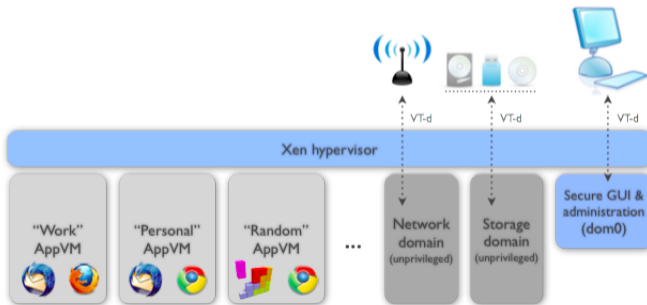 VT-d
VT-d
VT-d
Xen hypervisor
"Work"
AppVM
"Personal"
AppVM
"Random"
AppVM
...
Network
domain
(unprivileged)
Storage
domain
(unprivileged)
Secure GUI &
administration
(dom0)